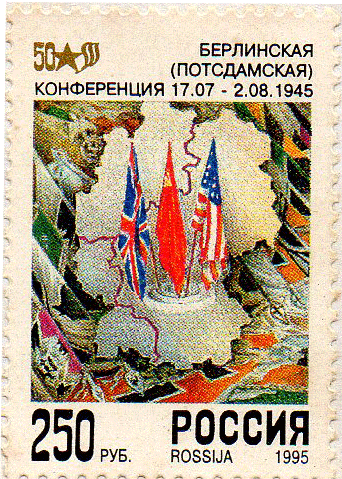 50
БЕРЛИНСКАЯ
(ПОТСДАМСКАЯ)
КОНФЕРЕНЦИЯ 17.07 - 2.08.1945
250 РУБ.
РОССИЯ
ROSSIJA 1995